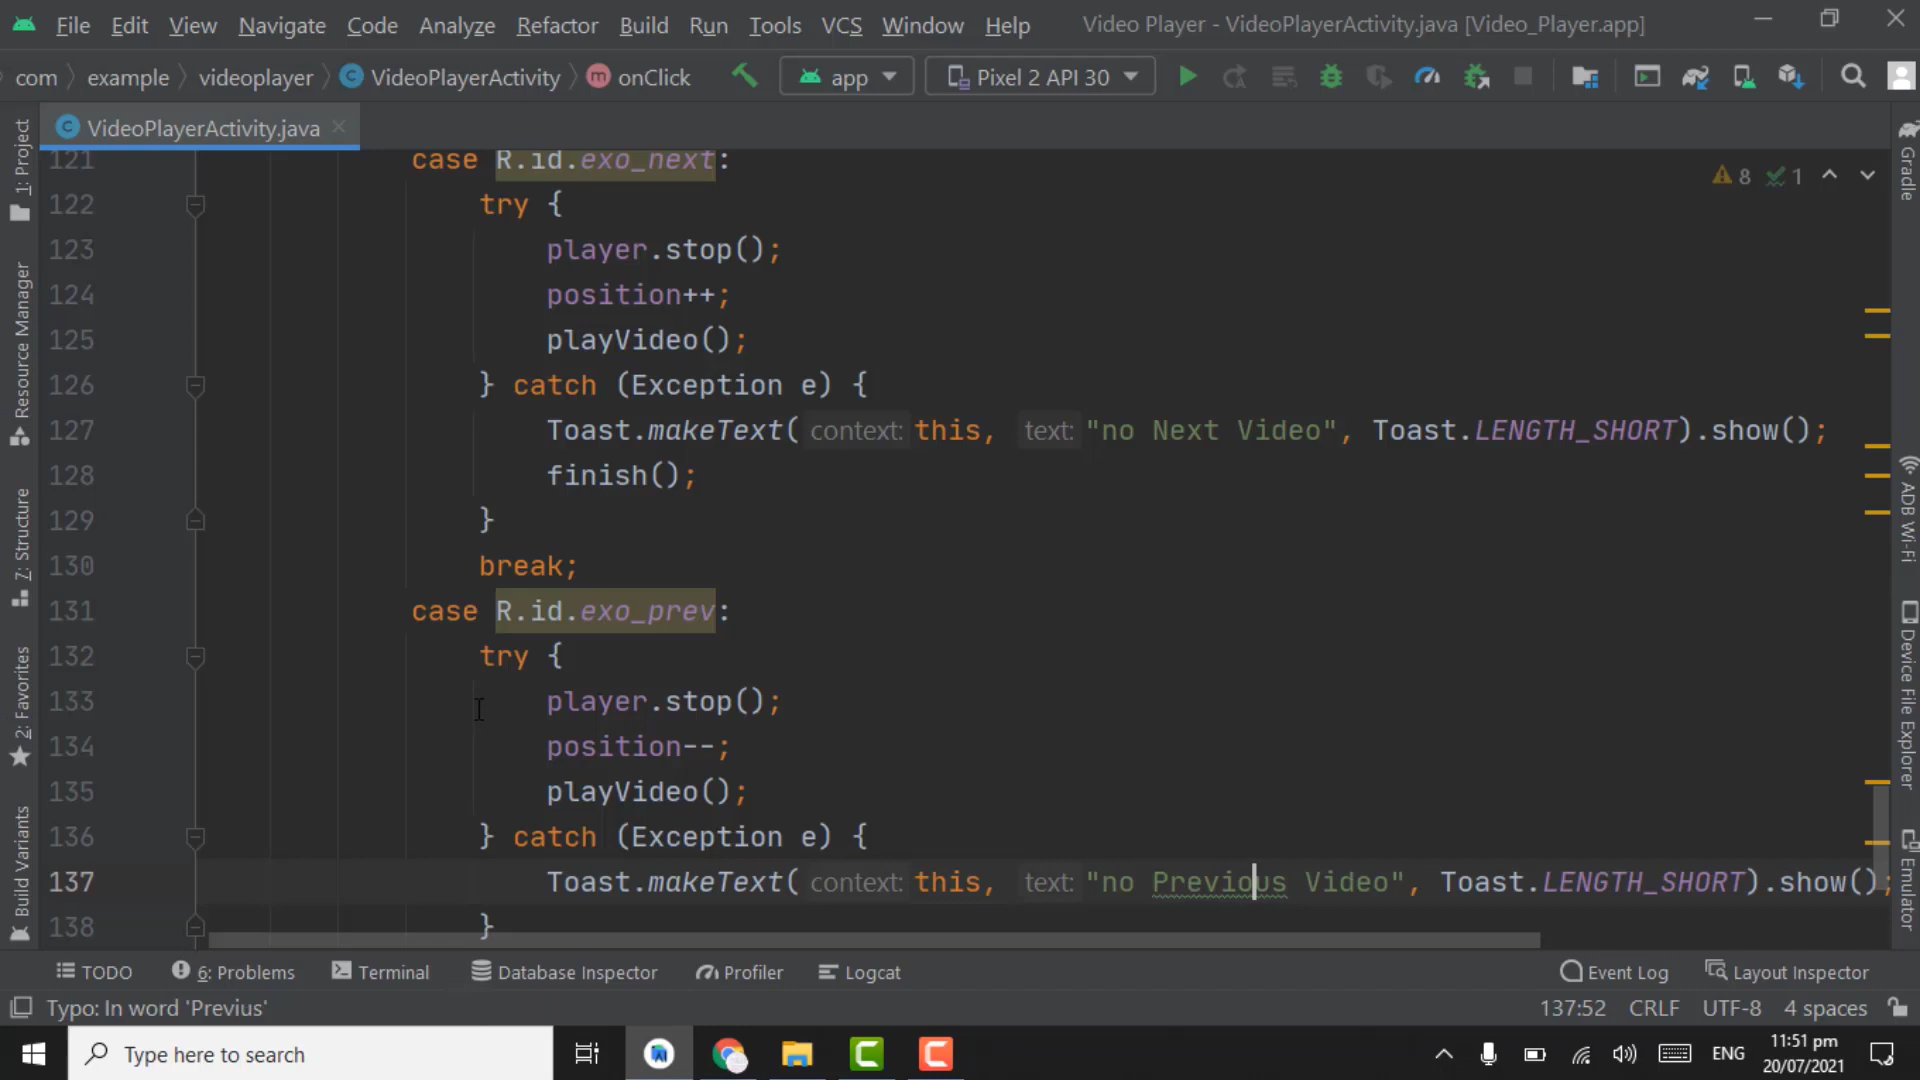 File Edit View Navigate Code Analyze Refactor Build Run Tools VCS Window Help Video Player - VideoPlayerActivity.java [Video_Player.app]
com example videoplayer VideoPlayerActivity onClick app Pixel 2 API 30
VideoPlayerActivity.java
121 case R.id.exo_next:
8 1
122 try {
123 player.stop();
124 position++;
125 playVideo();
126 } catch (Exception e) {
127 Toast.makeText( context: this, text: "no Next Video", Toast.LENGTH_SHORT).show();
128 finish();
129 }
130 break;
131 case R.id.exo_prev:
132 try {
133 player.stop();
134 position--;
135 playVideo();
136 } catch (Exception e) {
137 Toast.makeText( context: this, text: "no Previous Video", Toast.LENGTH_SHORT).show();
138 }
1: Project
Resource Manager
7: Structure
2: Favorites
Build Variants
Gradle
ADB Wi-Fi
Device File Explorer
Emulator
TODO 6: Problems Terminal Database Inspector Profiler Logcat Event Log Layout Inspector
Typo: In word 'Previus' 137:52 CRLF UTF-8 4 spaces
Type here to search ENG 11:51 pm
20/07/2021